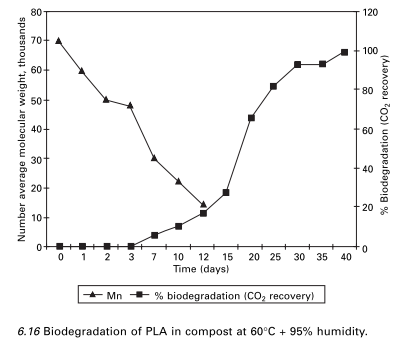 80
70
60
50
40
30
20
10
0
Number average molecular weight, thousands
120
100
80
60
40
20
0
% Biodegradation (CO2 recovery)
0 1 2 3 7 10 12 15 20 25 30 35 40
Time (days)
Mn % biodegradation (CO2 recovery)
6.16 Biodegradation of PLA in compost at 60°C + 95% humidity.